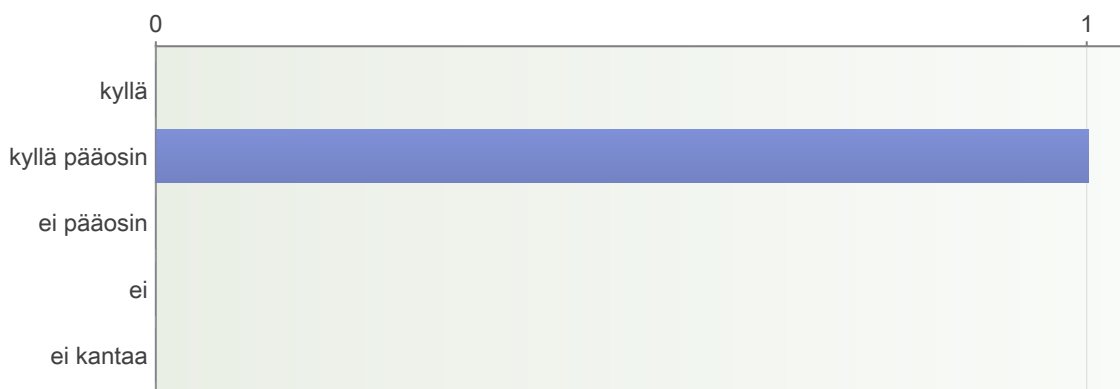 0 1
kyllä
kyllä pääosin
ei pääosin
ei
ei kantaa